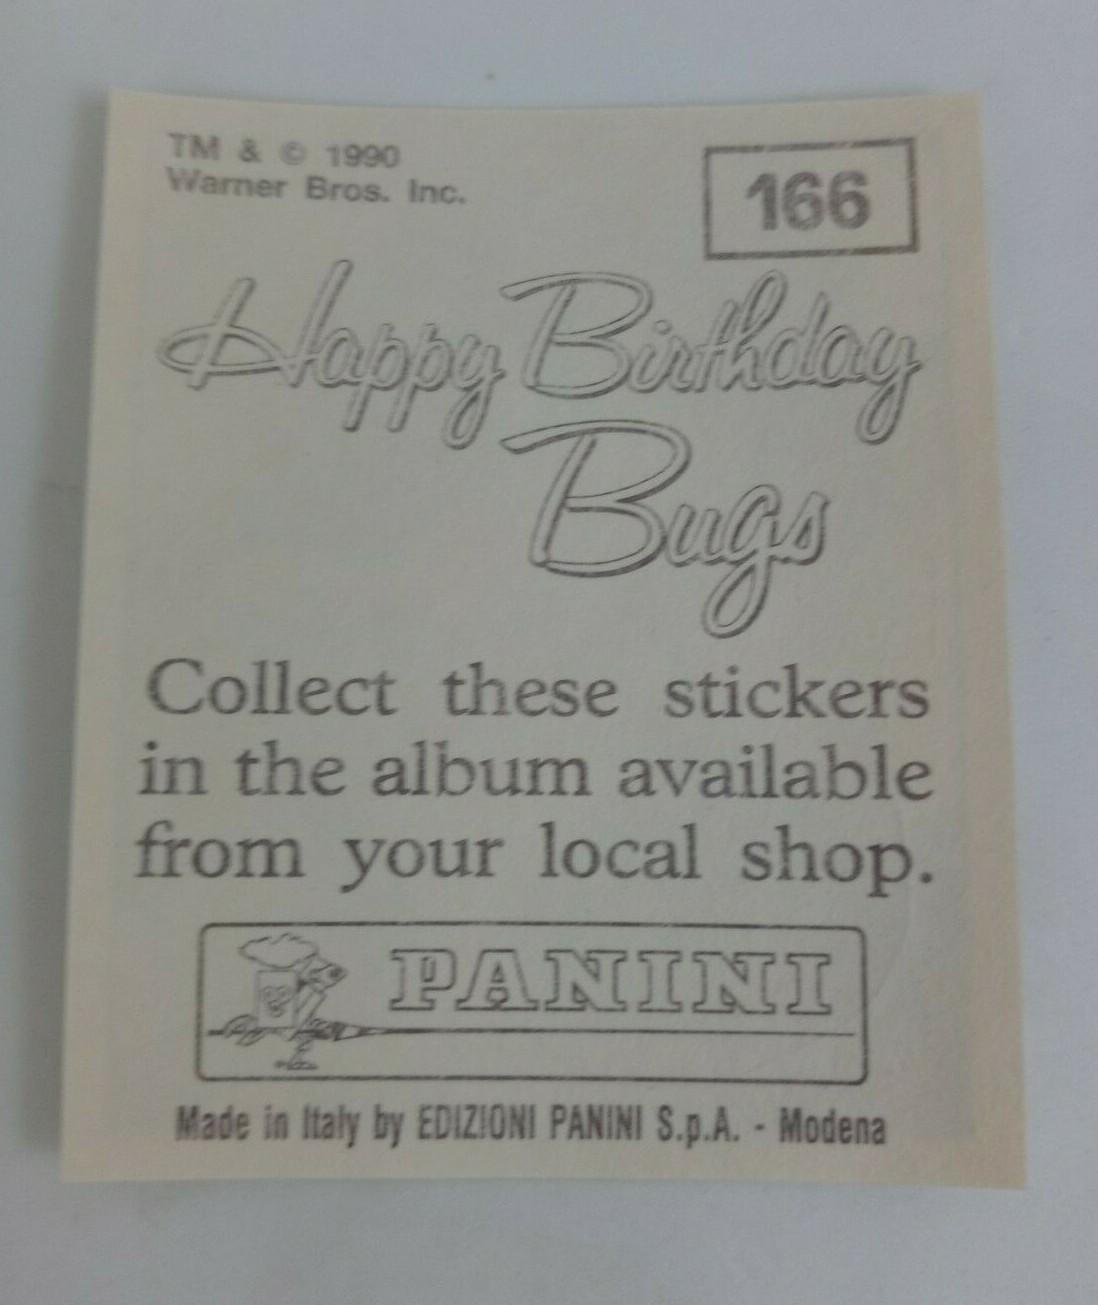 TM & © 1990
Warner Bros. Inc.
166
Happy Birthday
Bugs
Collect these stickers
in the album available
from your local shop.
PANINI
Made in Italy by EDIZIONI PANINI S.p.A. - Modena